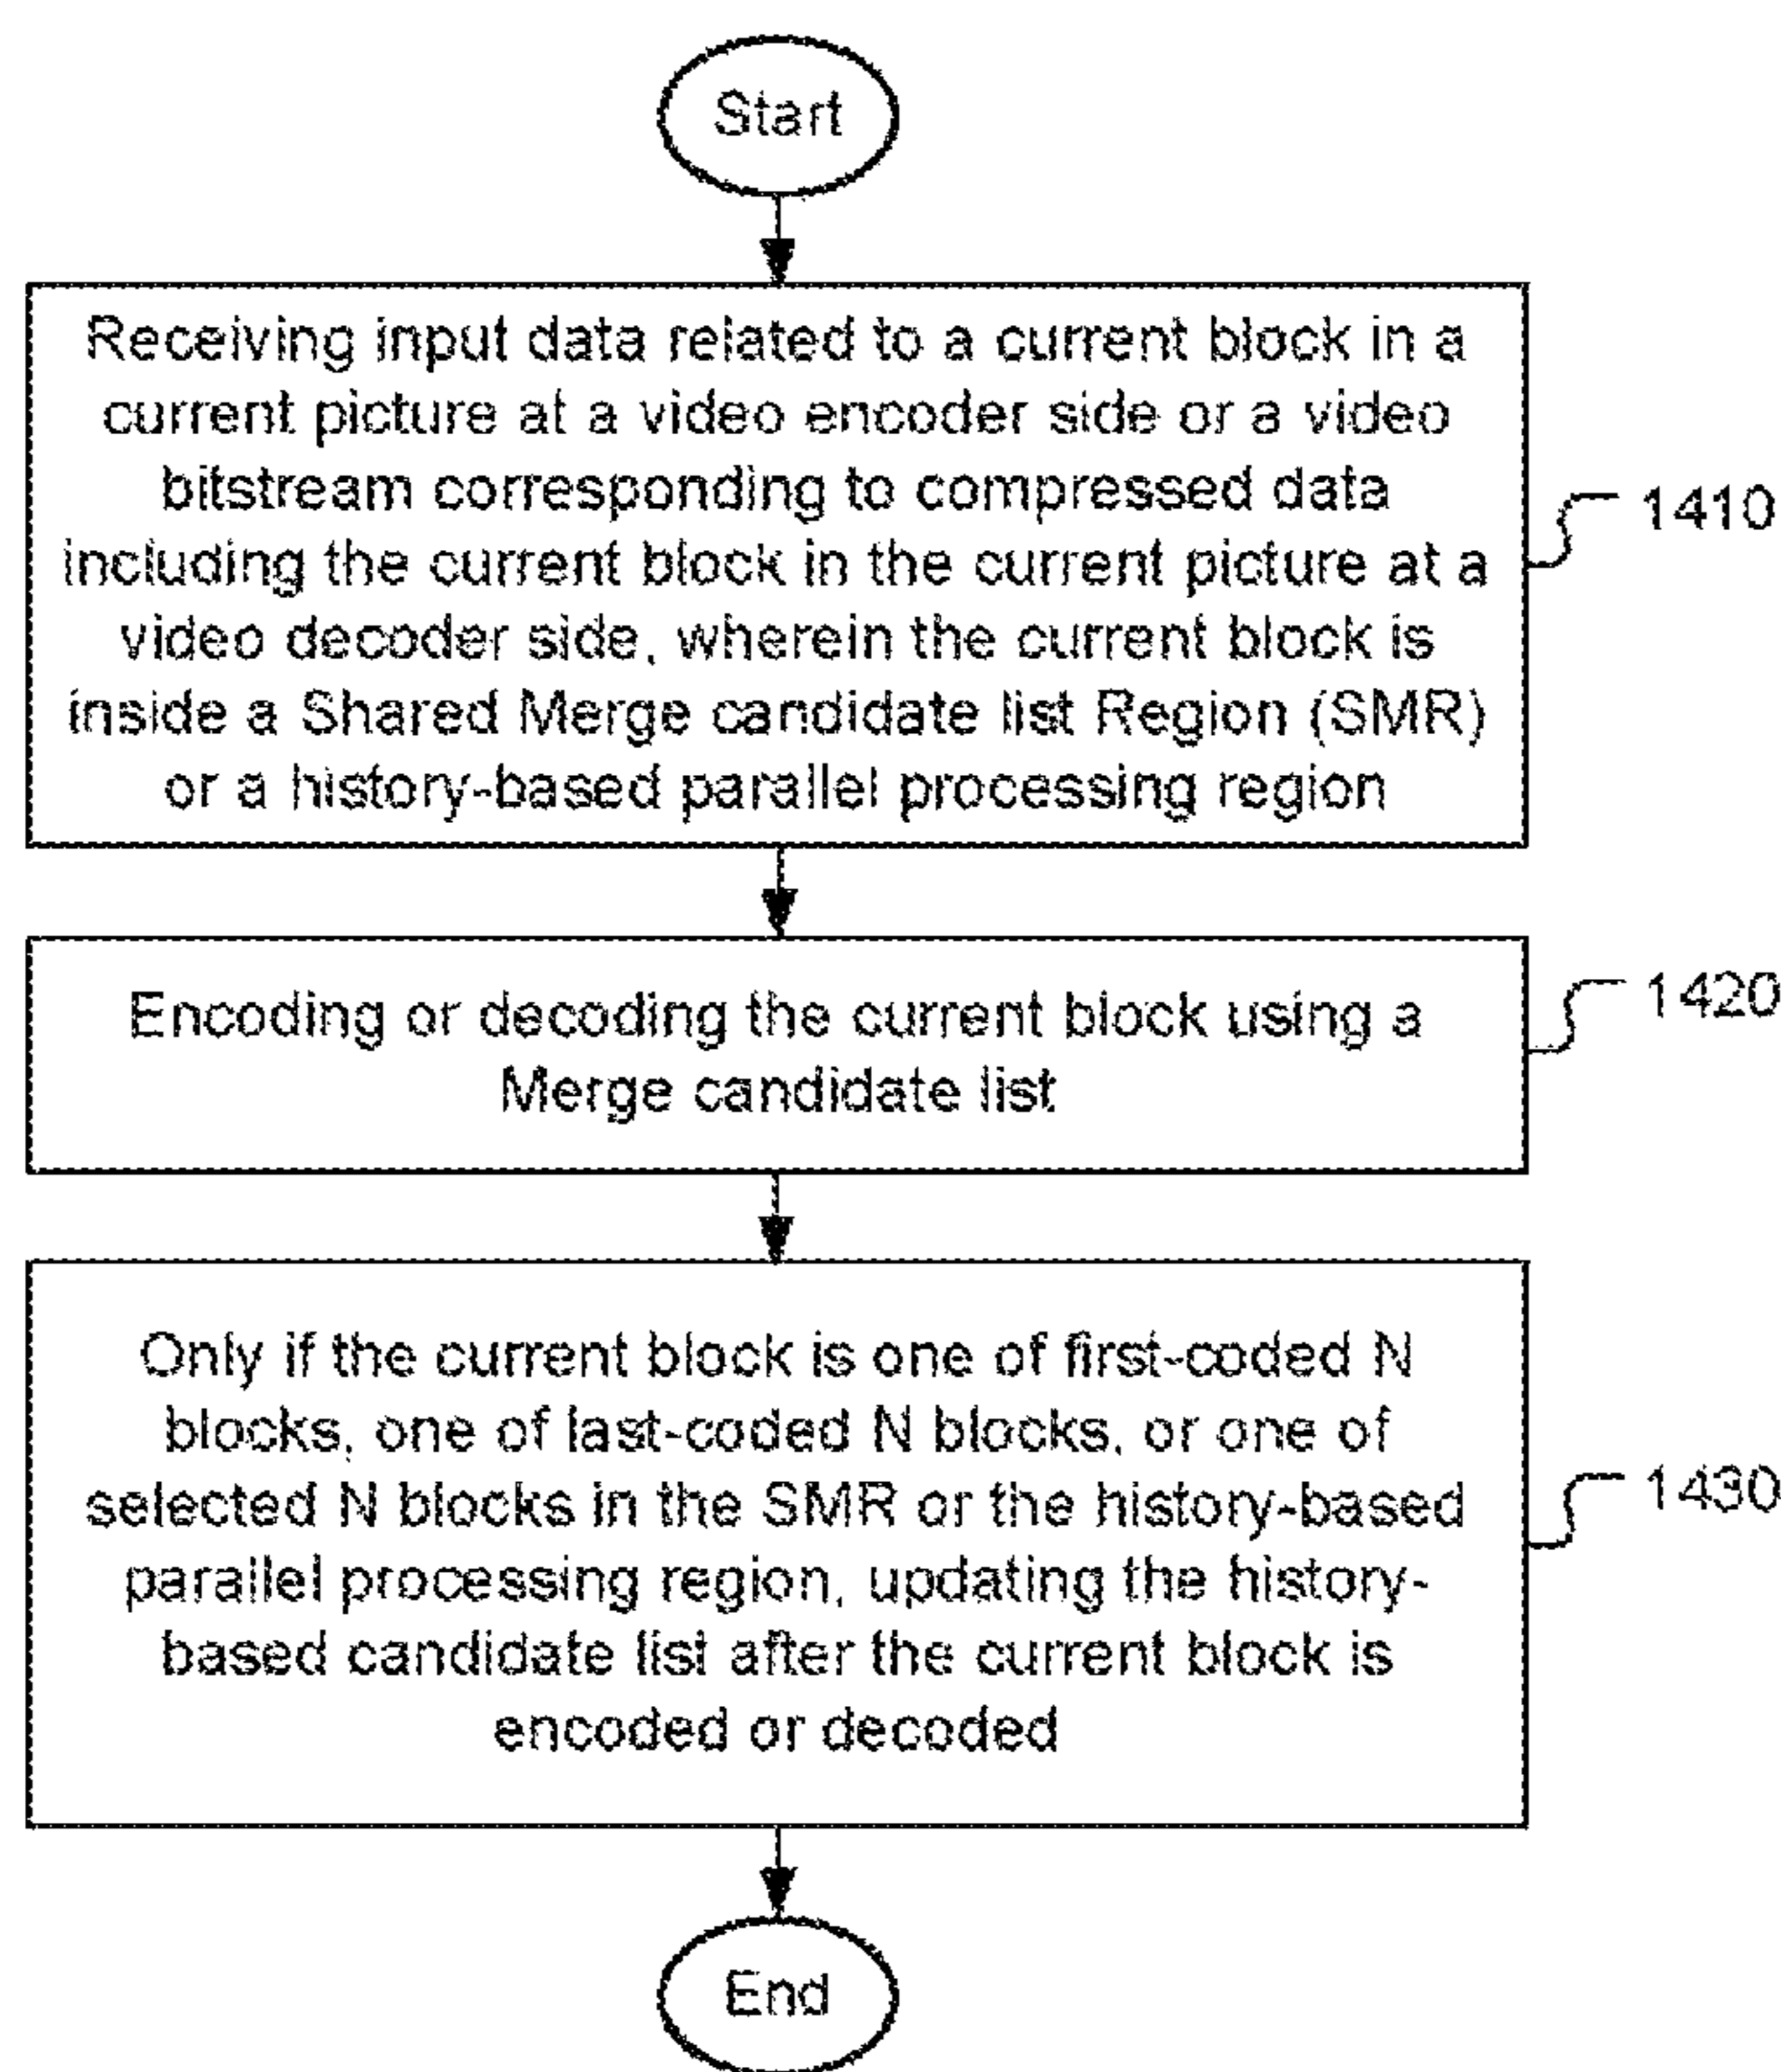 Start
Receiving input data related to a current block in a
current picture at a video encoder side or a video
bitstream corresponding to compressed data
including the current block in the current picture at a
video decoder side, wherein the current block is
inside a Shared Merge candidate list Region (SMR)
or a history-based parallel processing region
1410
Encoding or decoding the current block using a
Merge candidate list
1420
Only if the current block is one of first-coded N
blocks, one of last-coded N blocks, or one of
selected N blocks in the SMR or the history-based
parallel processing region, updating the history-
based candidate list after the current block is
encoded or decoded
1430
End